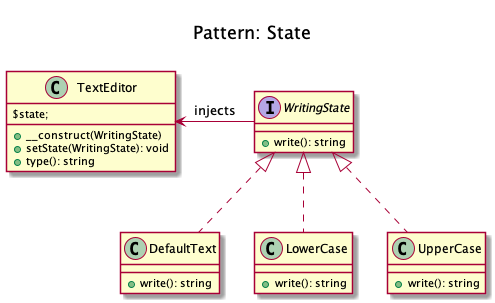 Pattern: State
C TextEditor
$state;
__construct(WritingState)
setState(WritingState): void
type(): string
injects
I WritingState
write(): string
C DefaultText
write(): string
C LowerCase
write(): string
C UpperCase
write(): string